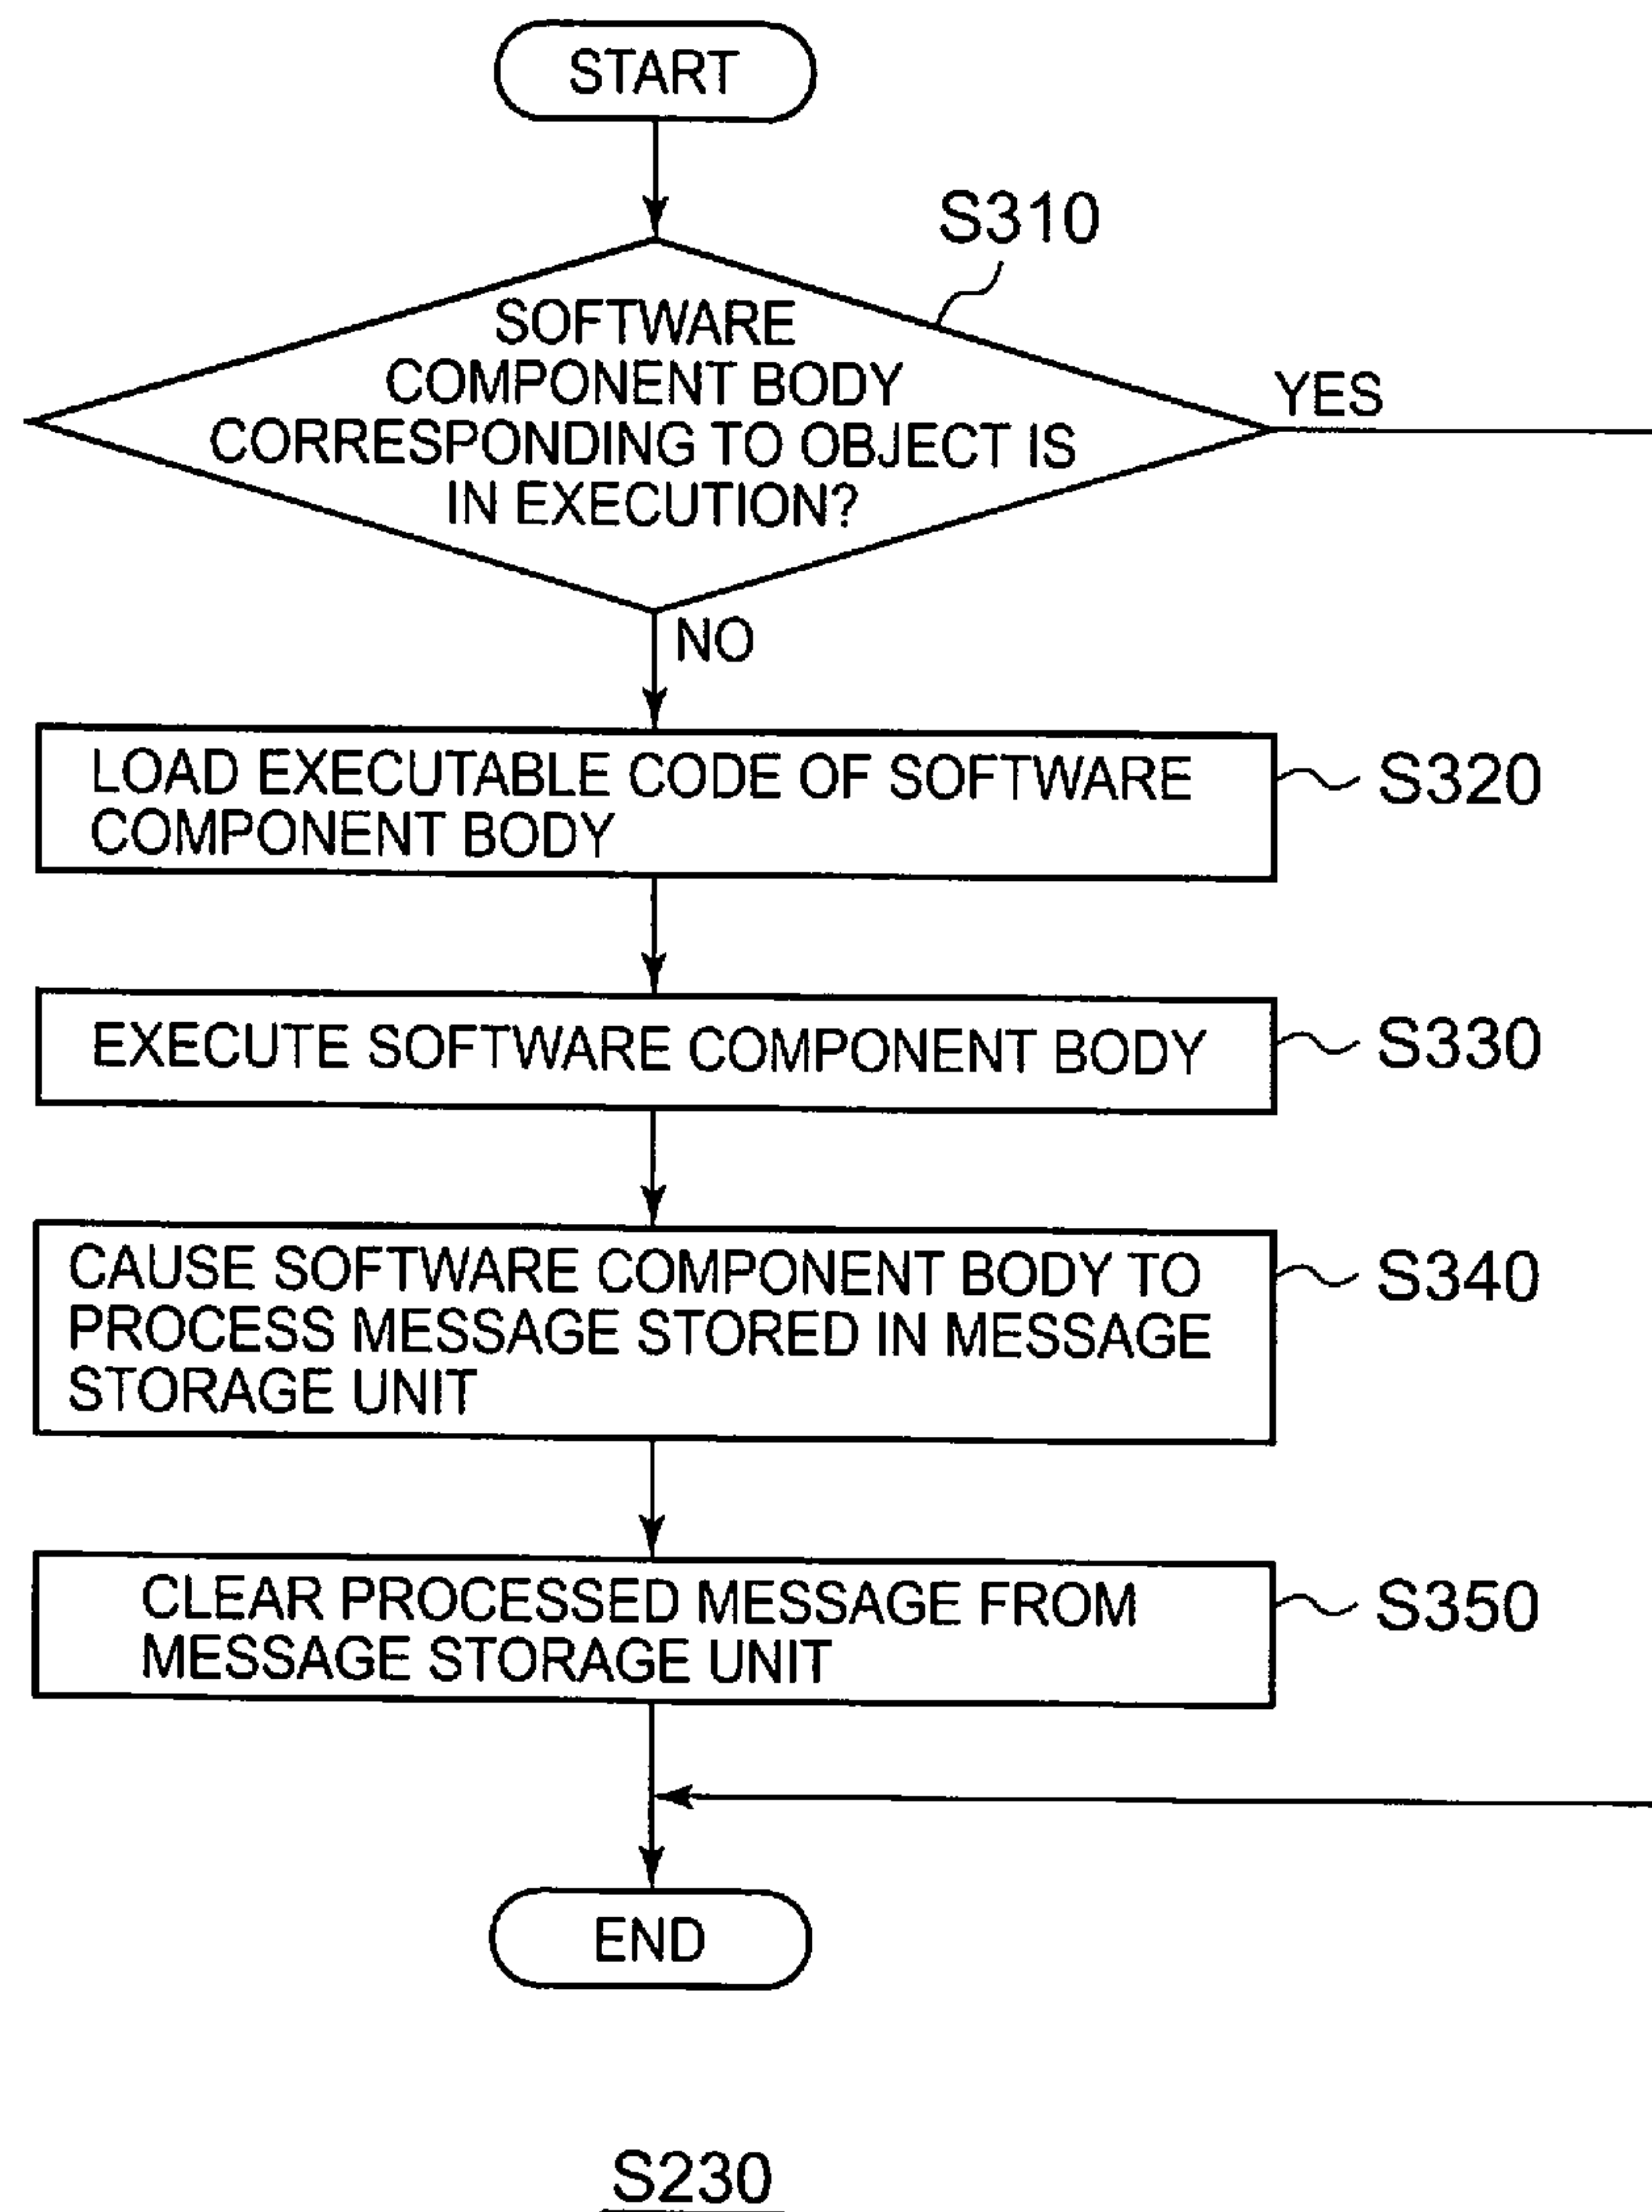 START
S310
SOFTWARE
COMPONENT BODY
CORRESPONDING TO OBJECT IS
IN EXECUTION?
YES
NO
LOAD EXECUTABLE CODE OF SOFTWARE
COMPONENT BODY
S320
EXECUTE SOFTWARE COMPONENT BODY
S330
CAUSE SOFTWARE COMPONENT BODY TO
PROCESS MESSAGE STORED IN MESSAGE
STORAGE UNIT
S340
CLEAR PROCESSED MESSAGE FROM
MESSAGE STORAGE UNIT
S350
END
S230